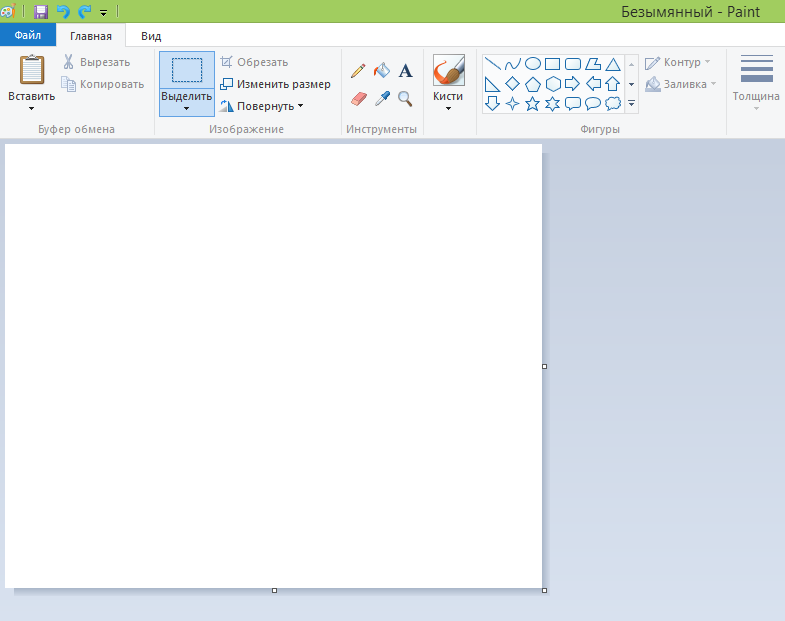 Безымянный - Paint
Файл Главная Вид
Вставить
Вырезать
Копировать
Буфер обмена
Выделить
Обрезать
Изменить размер
Повернуть
Изображение
A
Инструменты
Кисти
Фигуры
Контур
Заливка
Толщина